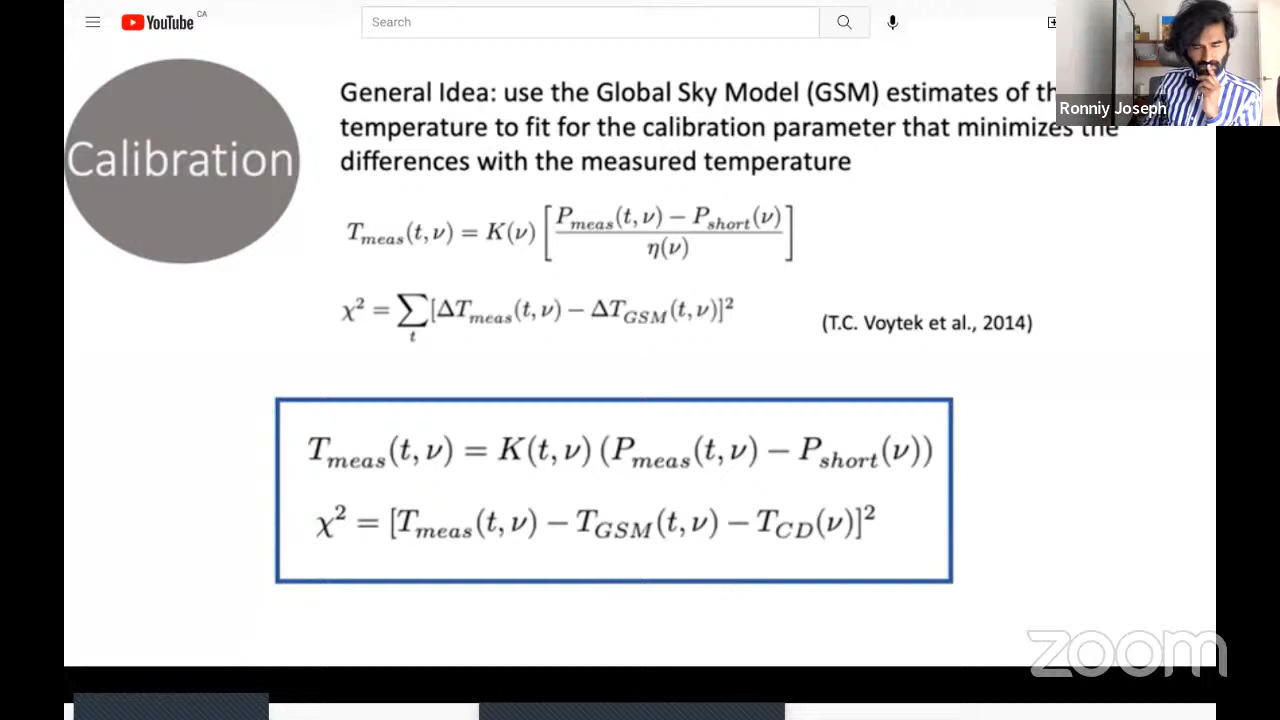 YouTube CA
Search
Ronniy Joseph
Calibration
General Idea: use the Global Sky Model (GSM) estimates of th
temperature to fit for the calibration parameter that minimizes the
differences with the measured temperature
T_meas(t, ν) = K(ν) [ (P_meas(t, ν) − P_short(ν)) / η(ν) ]
χ² = ∑_t [ΔT_meas(t, ν) − ΔT_GSM(t, ν)]²
(T.C. Voytek et al., 2014)
T_meas(t, ν) = K(t, ν) (P_meas(t, ν) − P_short(ν))
χ² = [T_meas(t, ν) − T_GSM(t, ν) − T_CD(ν)]²
zoom